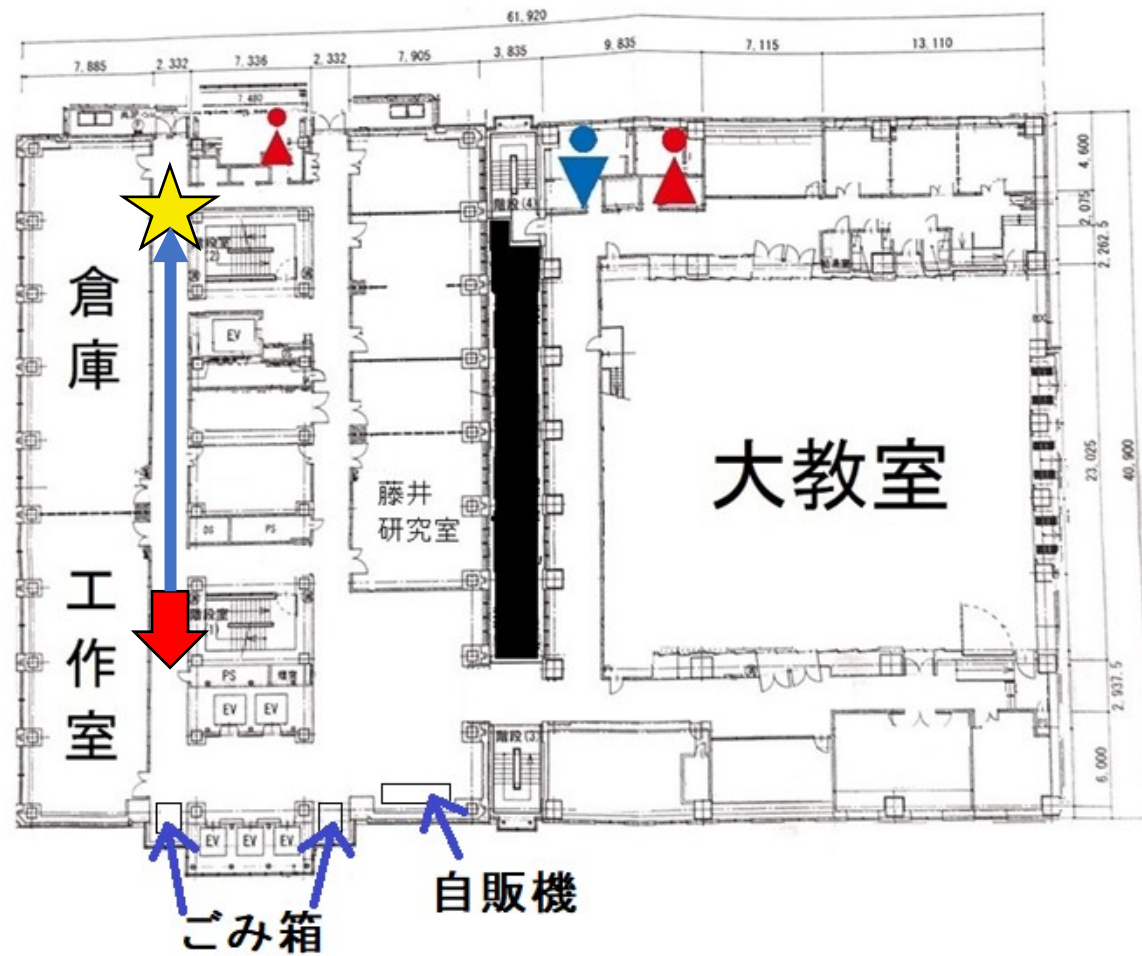 61,920
7,885 2,332 7,336 2,332 7,905 3,835 9,835 7,115 13,110
7,480
4,600
2,075
2,262.5
23,025
40,900
2,937.5
6,000
階段(4)
階段室
(2)
EV
倉庫
大教室
藤井
研究室
DS PS
工作室
階段室
PS
EV EV
階段(3)
EV EV EV
自販機
ごみ箱